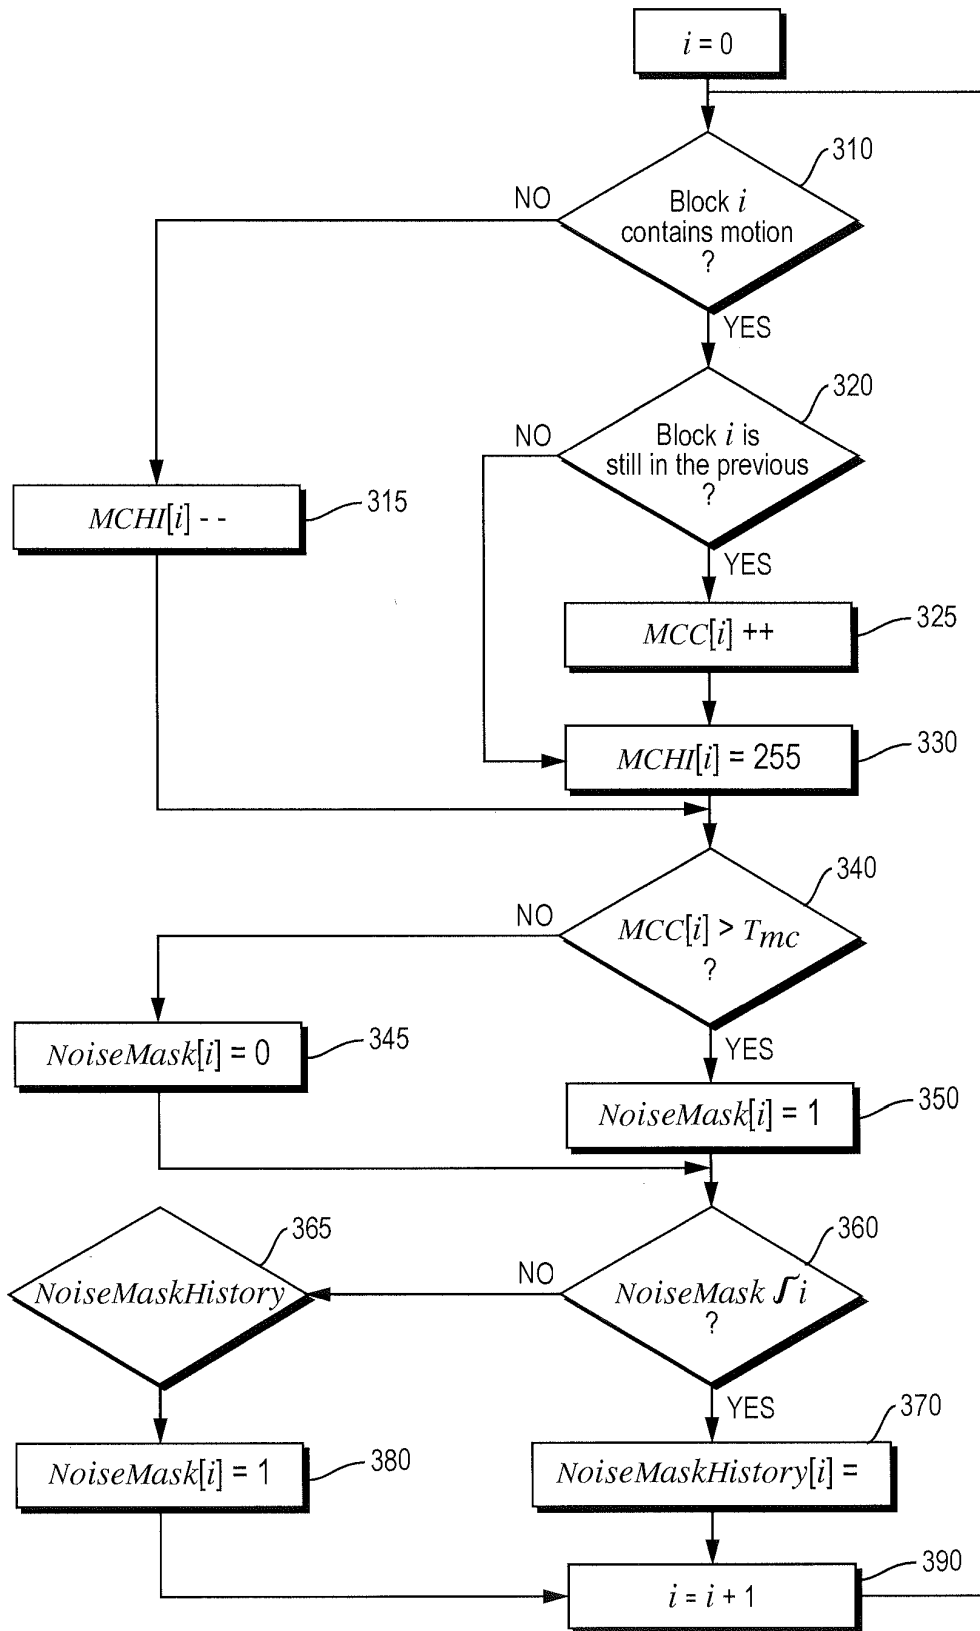 i = 0
310
NO
Block i
contains motion
?
YES
320
NO
Block i is
still in the previous
?
YES
MCHI[i] - -
315
MCC[i] ++
325
MCHI[i] = 255
330
340
NO
MCC[i] > Tmc
?
YES
NoiseMask[i] = 0
345
NoiseMask[i] = 1
350
365
NoiseMaskHistory
360
NO
NoiseMask ∫ i
?
YES
370
NoiseMask[i] = 1
380
NoiseMaskHistory[i] =
390
i = i + 1